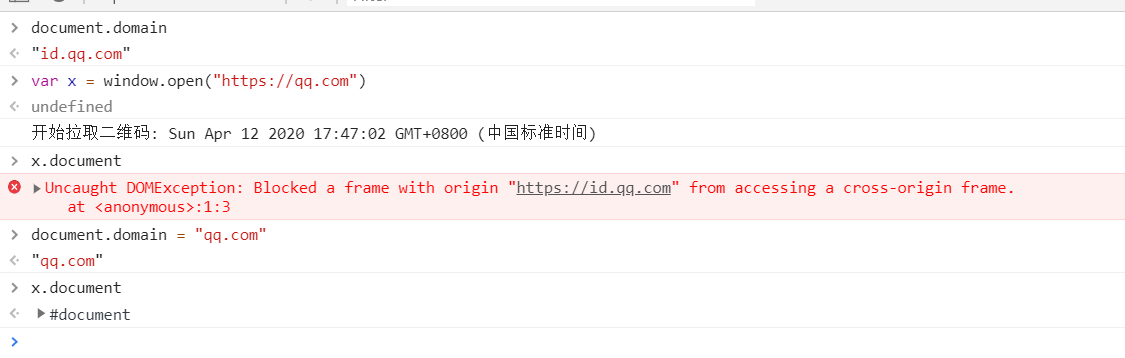 document.domain
"id.qq.com"
var x = window.open("https://qq.com")
undefined
开始拉取二维码: Sun Apr 12 2020 17:47:02 GMT+0800 (中国标准时间)
x.document
Uncaught DOMException: Blocked a frame with origin "https://id.qq.com" from accessing a cross-origin frame.
at <anonymous>:1:3
document.domain = "qq.com"
"qq.com"
x.document
#document